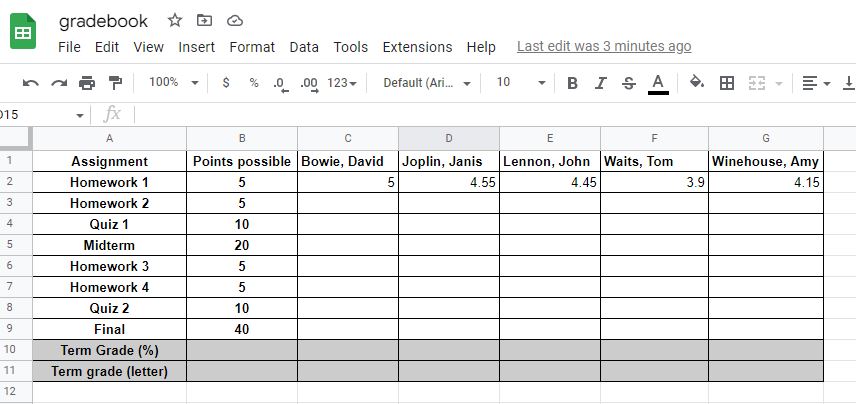 gradebook
File Edit View Insert Format Data Tools Extensions Help Last edit was 3 minutes ago
100% $ % .0 .00 123 Default (Ari... 10 B I S A
D15 fx
A B C D E F G
1 Assignment Points possible Bowie, David Joplin, Janis Lennon, John Waits, Tom Winehouse, Amy
2 Homework 1 5 5 4.55 4.45 3.9 4.15
3 Homework 2 5
4 Quiz 1 10
5 Midterm 20
6 Homework 3 5
7 Homework 4 5
8 Quiz 2 10
9 Final 40
10 Term Grade (%)
11 Term grade (letter)
12